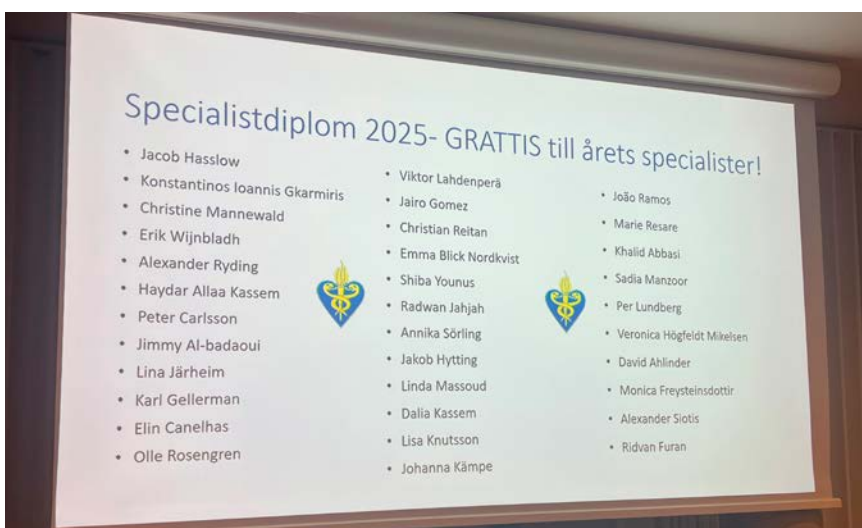 Specialistdiplom 2025- GRATTIS till årets specialister!
• Jacob Hasslow
• Konstantinos Ioannis Gkarmiris
• Christine Mannewald
• Erik Wijnbladh
• Alexander Ryding
• Haydar Allaa Kassem
• Peter Carlsson
• Jimmy Al-badaoui
• Lina Järheim
• Karl Gellerman
• Elin Canelhas
• Olle Rosengren
• Viktor Lahdenperä
• Jairo Gomez
• Christian Reitan
• Emma Blick Nordkvist
• Shiba Younus
• Radwan Jahjah
• Annika Sörling
• Jakob Hytting
• Linda Massoud
• Dalia Kassem
• Lisa Knutsson
• Johanna Kämpe
• João Ramos
• Marie Resare
• Khalid Abbasi
• Sadia Manzoor
• Per Lundberg
• Veronica Högfeldt Mikelsen
• David Ahlinder
• Monica Freysteinsdottir
• Alexander Siotis
• Ridvan Furan